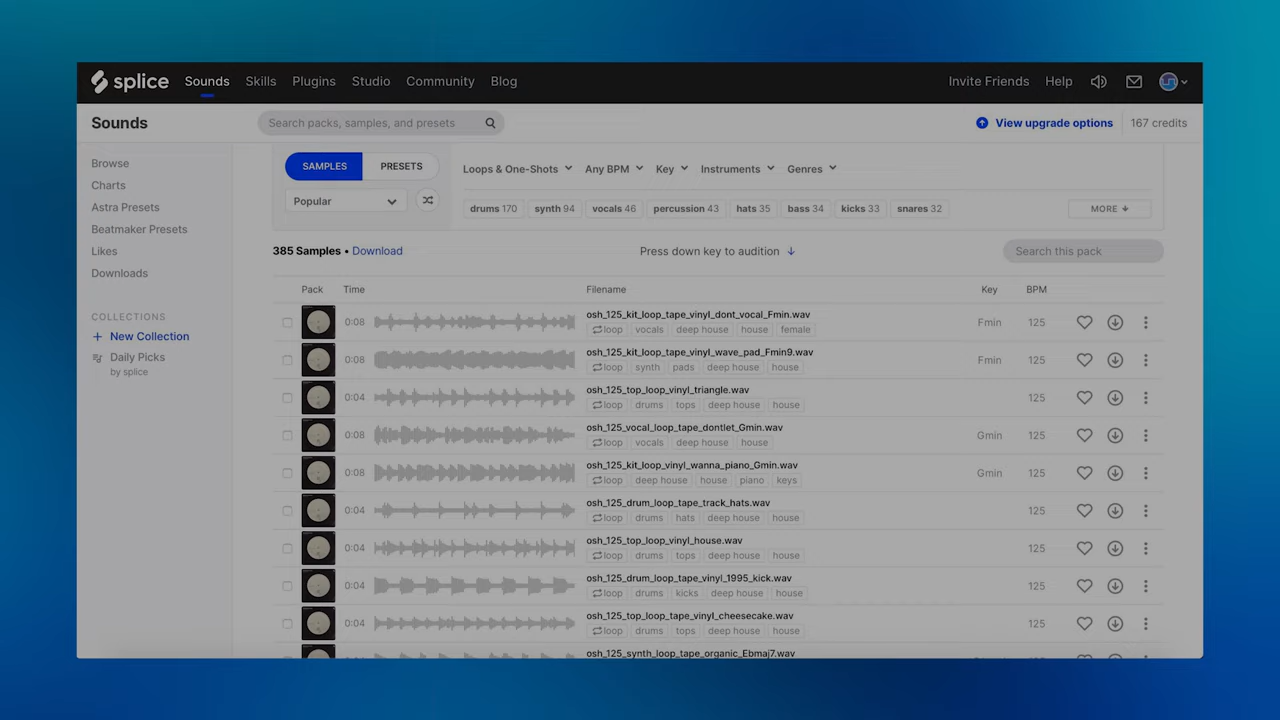 splice Sounds Skills Plugins Studio Community Blog Invite Friends Help
Sounds Search packs, samples, and presets View upgrade options 167 credits
Browse
Charts
Astra Presets
Beatmaker Presets
Likes
Downloads
COLLECTIONS
+ New Collection
Daily Picks
by splice
SAMPLES PRESETS Loops & One-Shots Any BPM Key Instruments Genres
Popular drums 170 synth 94 vocals 46 percussion 43 hats 35 bass 34 kicks 33 snares 32 MORE
385 Samples • Download Press down key to audition ↓ Search this pack
Pack Time Filename Key BPM
0:08 osh_125_kit_loop_tape_vinyl_dont_vocal_Fmin.wav Fmin 125
loop vocals deep house house female
0:08 osh_125_kit_loop_tape_vinyl_wave_pad_Fmin9.wav Fmin 125
loop synth pads deep house house
0:04 osh_125_top_loop_vinyl_triangle.wav 125
loop drums tops deep house house
0:08 osh_125_vocal_loop_tape_dontlet_Gmin.wav Gmin 125
loop vocals deep house house
0:08 osh_125_kit_loop_vinyl_wanna_piano_Gmin.wav Gmin 125
loop deep house house piano keys
0:04 osh_125_drum_loop_tape_track_hats.wav 125
loop drums hats deep house house
0:04 osh_125_top_loop_vinyl_house.wav 125
loop drums tops deep house house
0:04 osh_125_drum_loop_tape_vinyl_1995_kick.wav 125
loop drums kicks deep house house
0:04 osh_125_top_loop_tape_vinyl_cheesecake.wav 125
loop drums tops deep house house
osh_125_synth_loop_tape_organic_Ebmaj7.wav